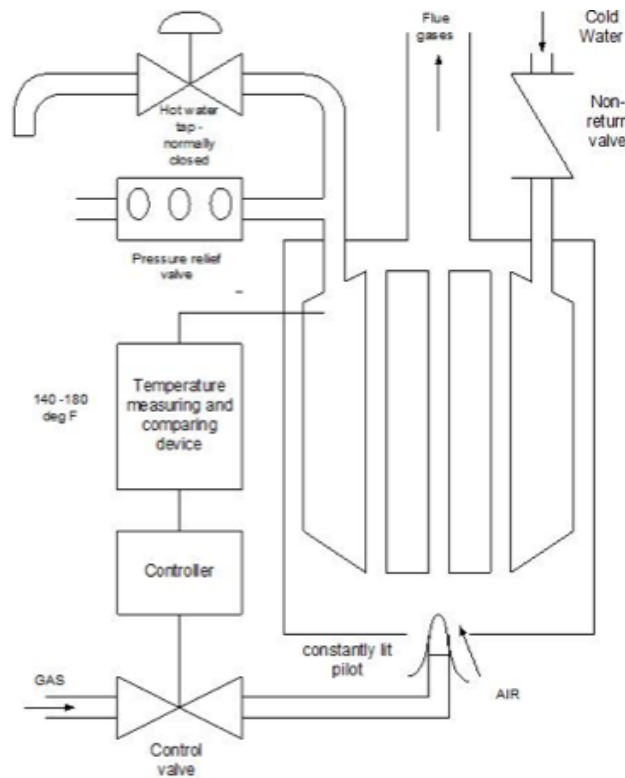 Flue
gases
Cold
Water
Hot water
tap -
normally
closed
Non-
return
valve
Pressure relief
valve
140 -180
deg F
Temperature
measuring and
comparing
device
Controller
constantly lit
pilot
GAS
AIR
Control
valve